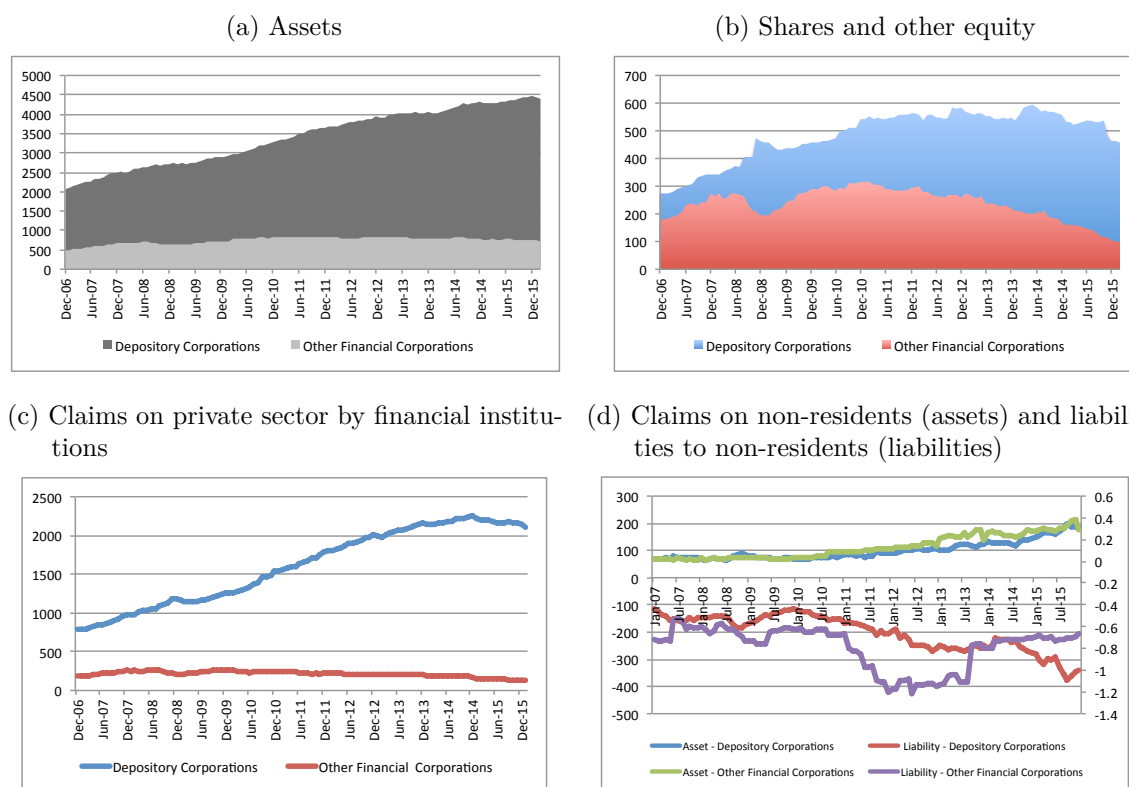 (a) Assets
5000
4500
4000
3500
3000
2500
2000
1500
1000
500
0
Dec-06
Jun-07
Dec-07
Jun-08
Dec-08
Jun-09
Dec-09
Jun-10
Dec-10
Jun-11
Dec-11
Jun-12
Dec-12
Jun-13
Dec-13
Jun-14
Dec-14
Jun-15
Dec-15
Depository Corporations
Other Financial Corporations
(b) Shares and other equity
700
600
500
400
300
200
100
0
Dec-06
Jun-07
Dec-07
Jun-08
Dec-08
Jun-09
Dec-09
Jun-10
Dec-10
Jun-11
Dec-11
Jun-12
Dec-12
Jun-13
Dec-13
Jun-14
Dec-14
Jun-15
Dec-15
Depository Corporations
Other Financial Corporations
(c) Claims on private sector by financial institu-
tions
2500
2000
1500
1000
500
0
Dec-06
Jun-07
Dec-07
Jun-08
Dec-08
Jun-09
Dec-09
Jun-10
Dec-10
Jun-11
Dec-11
Jun-12
Dec-12
Jun-13
Dec-13
Jun-14
Dec-14
Jun-15
Dec-15
Depository Corporations
Other Financial Corporations
(d) Claims on non-residents (assets) and liabili
ties to non-residents (liabilities)
300
200
100
0
-100
-200
-300
-400
-500
0.6
0.4
0.2
0
-0.2
-0.4
-0.6
-0.8
-1
-1.2
-1.4
Jan-07
Jul-07
Jan-08
Jul-08
Jan-09
Jul-09
Jan-10
Jul-10
Jan-11
Jul-11
Jan-12
Jul-12
Jan-13
Jul-13
Jan-14
Jul-14
Jan-15
Jul-15
Asset - Depository Corporations
Liability - Depository Corporations
Asset - Other Financial Corporations
Liability - Other Financial Corporations